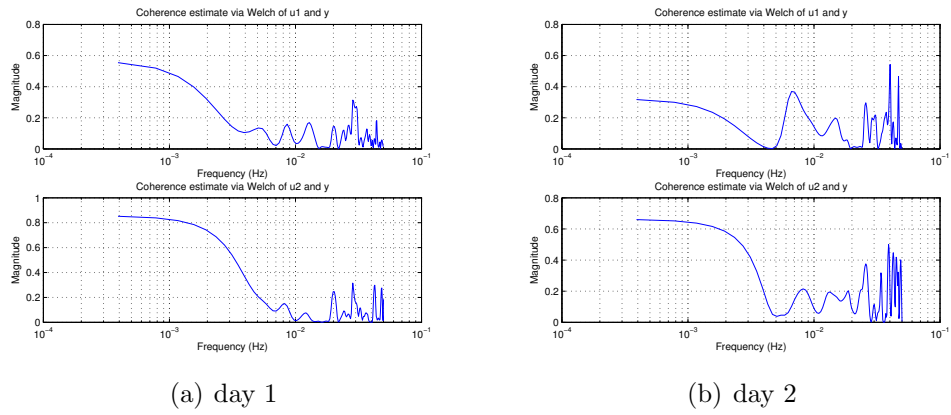 Coherence estimate via Welch of u1 and y
0.8
0.6
0.4
0.2
0
Magnitude
10^-4
10^-3
10^-2
10^-1
Frequency (Hz)
Coherence estimate via Welch of u2 and y
1
0.8
0.6
0.4
0.2
0
Magnitude
10^-4
10^-3
10^-2
10^-1
Frequency (Hz)
(a) day 1
Coherence estimate via Welch of u1 and y
0.8
0.6
0.4
0.2
0
Magnitude
10^-4
10^-3
10^-2
10^-1
Frequency (Hz)
Coherence estimate via Welch of u2 and y
0.8
0.6
0.4
0.2
0
Magnitude
10^-4
10^-3
10^-2
10^-1
Frequency (Hz)
(b) day 2